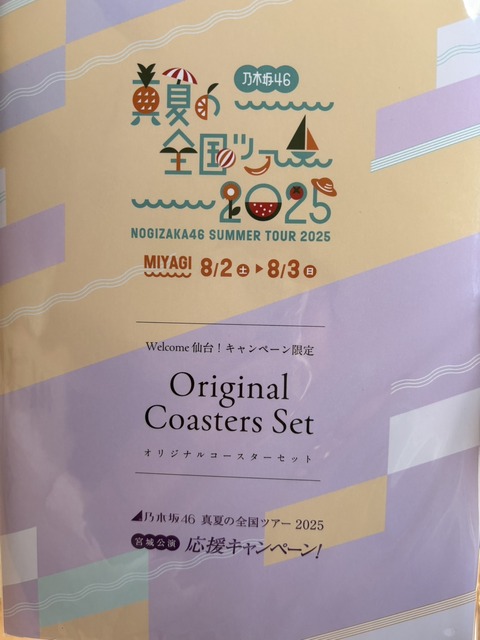 乃木坂46
真夏の
全国ツアー
2025
NOGIZAKA46 SUMMER TOUR 2025
MIYAGI 8/2土▶8/3日
Welcome 仙台！キャンペーン限定
Original
Coasters Set
オリジナルコースターセット
乃木坂46 真夏の全国ツアー 2025
宮城公演 応援キャンペーン!